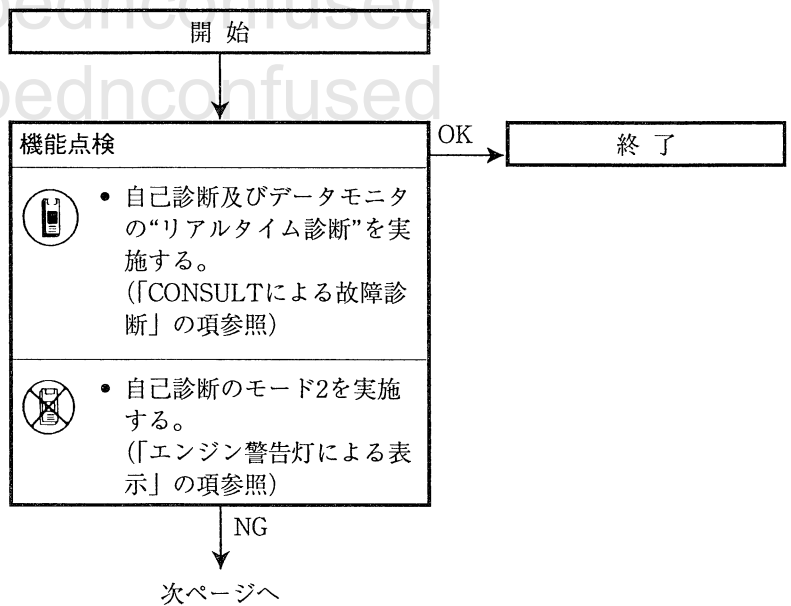 pednconfused
開 始
pednconfused
機能点検
OK
終 了
• 自己診断及びデータモニタ
の“リアルタイム診断”を実
施する。
(「CONSULTによる故障診
断」の項参照)
• 自己診断のモード2を実施
する。
(「エンジン警告灯による表
示」の項参照)
NG
次ページへ